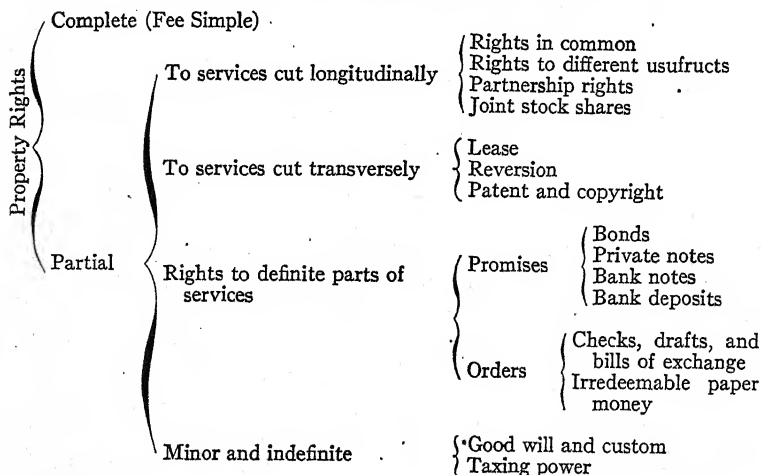 Property Rights
Complete (Fee Simple)
Partial
To services cut longitudinally
Rights in common
Rights to different usufructs
Partnership rights
Joint stock shares
To services cut transversely
Lease
Reversion
Patent and copyright
Rights to definite parts of
services
Promises
Bonds
Private notes
Bank notes
Bank deposits
Orders
Checks, drafts, and
bills of exchange
Irredeemable paper
money
Minor and indefinite
Good will and custom
Taxing power